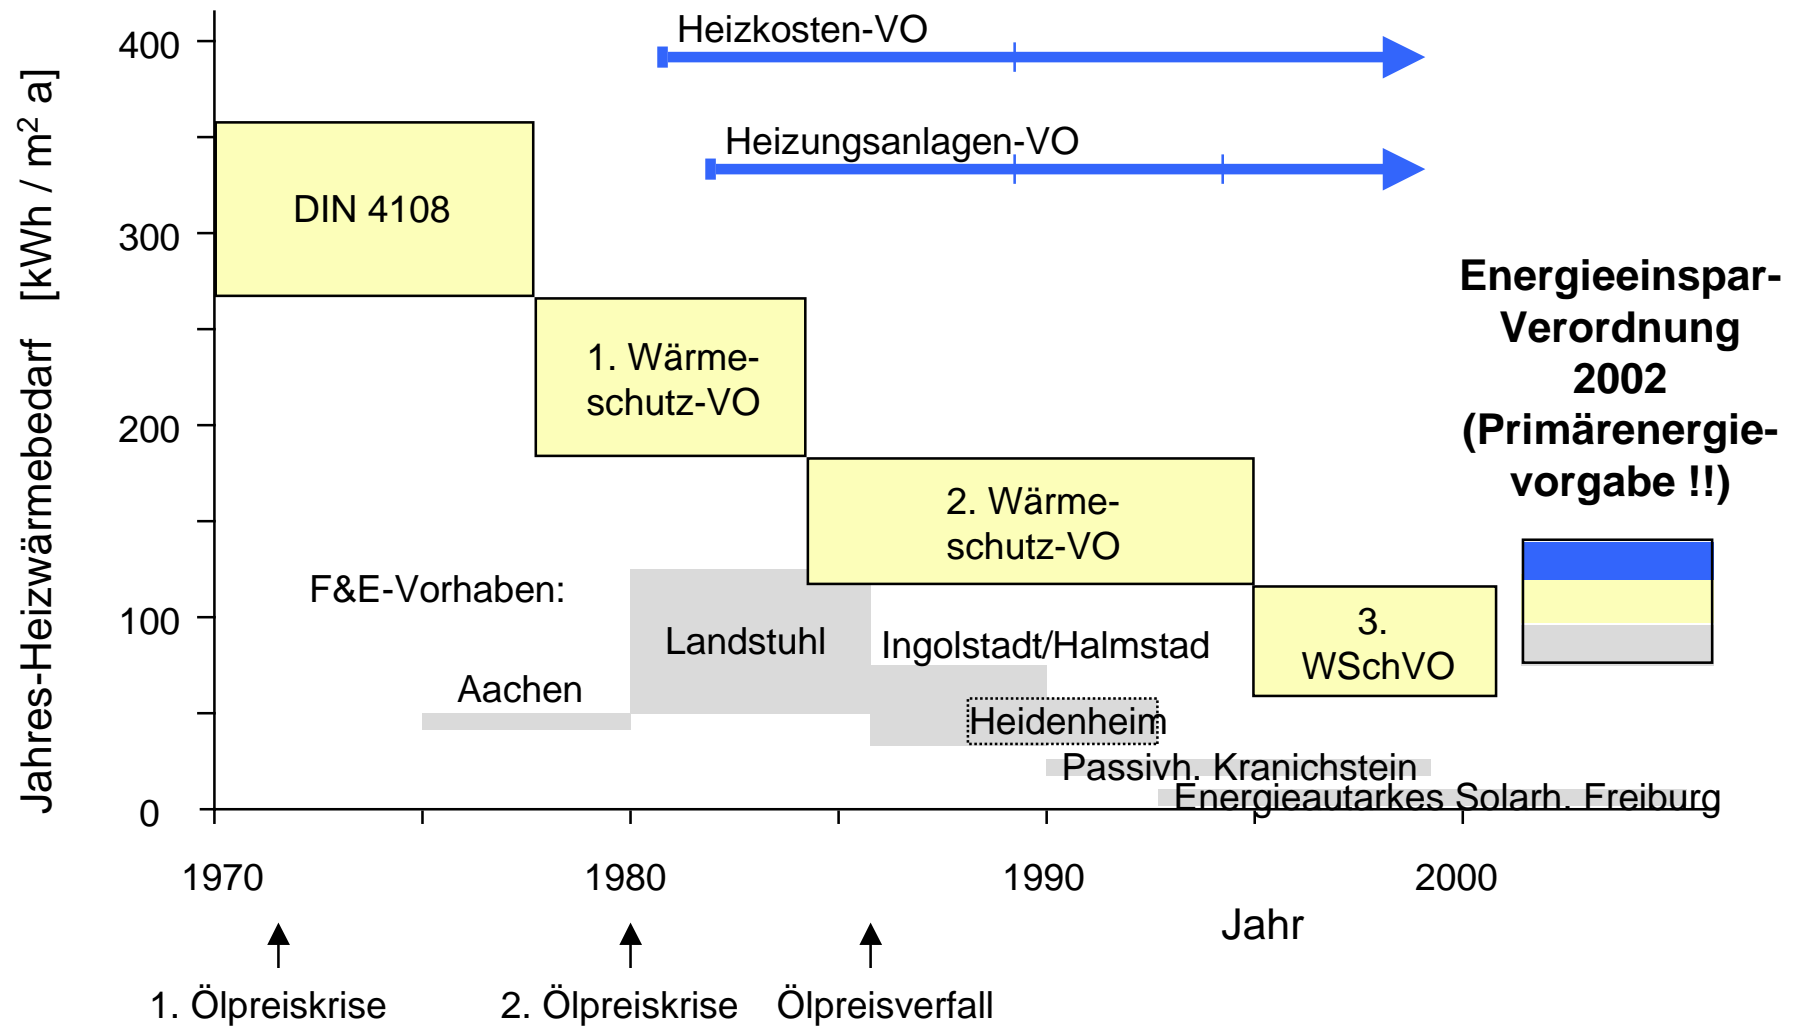 Jahres-Heizwärmebedarf [kWh / m² a]
400
300
200
100
0
Heizkosten-VO
Heizungsanlagen-VO
DIN 4108
1. Wärme-
schutz-VO
2. Wärme-
schutz-VO
3.
WSchVO
Energieeinspar-
Verordnung
2002
(Primärenergie-
vorgabe !!)
F&E-Vorhaben:
Aachen
Landstuhl
Ingolstadt/Halmstad
Heidenheim
Passivh. Kranichstein
Energieautarkes Solarh. Freiburg
1970
1980
1990
2000
Jahr
1. Ölpreiskrise
2. Ölpreiskrise
Ölpreisverfall